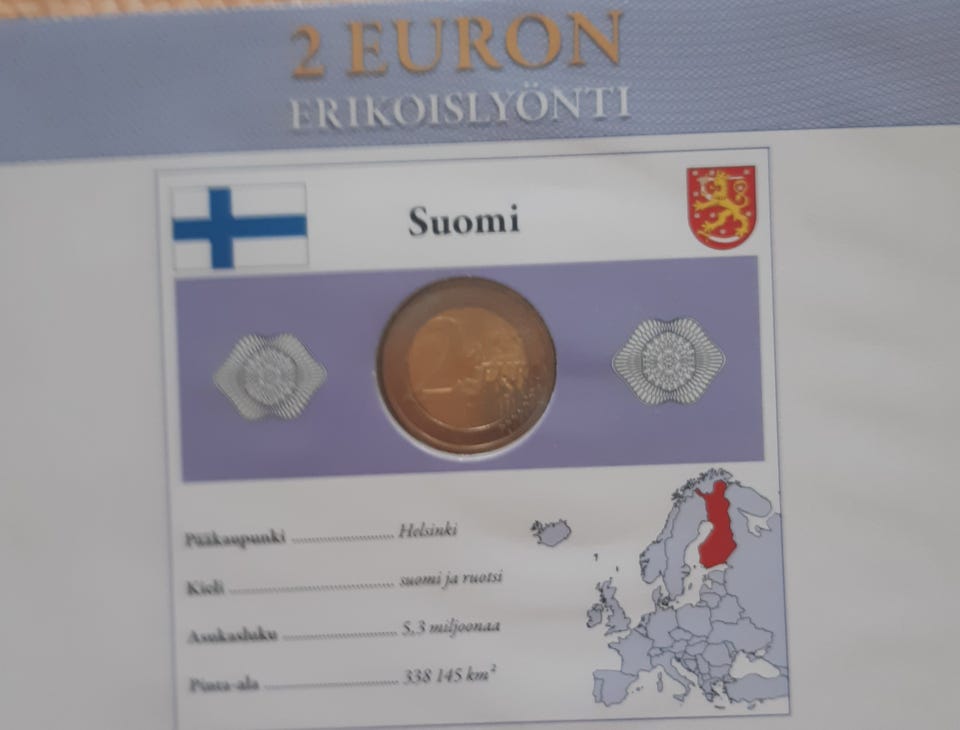 2 EURON
ERIKOISLYÖNTI
Suomi
2
Pääkaupunki .......................... Helsinki
Kieli .......................................... suomi ja ruotsi
Asukasluku ............................. 5,3 miljoonaa
Pinta-ala .................................. 338 145 km²